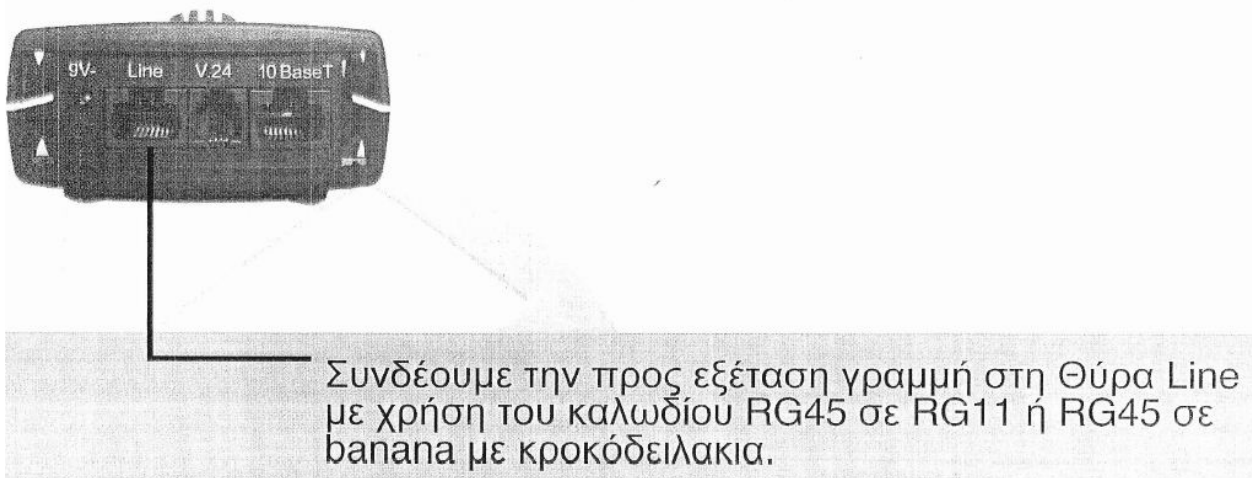 9V- Line V.24 10BaseT
Συνδέουμε την προς εξέταση γραμμή στη Θύρα Line
με χρήση του καλωδίου RG45 σε RG11 ή RG45 σε
banana με κροκόδειλακια.